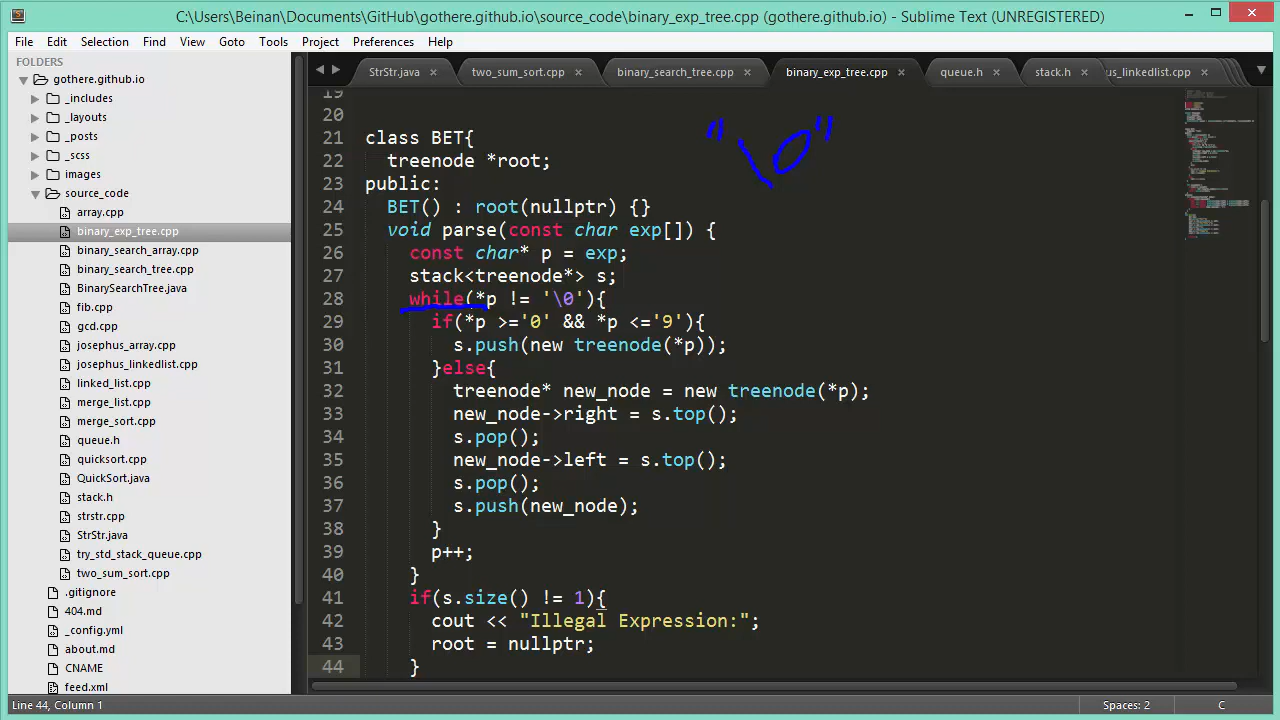 C:\Users\Beinan\Documents\GitHub\gothere.github.io\source_code\binary_exp_tree.cpp (gothere.github.io) - Sublime Text (UNREGISTERED)
File Edit Selection Find View Goto Tools Project Preferences Help
FOLDERS
gothere.github.io
_includes
_layouts
_posts
_scss
images
source_code
array.cpp
binary_exp_tree.cpp
binary_search_array.cpp
binary_search_tree.cpp
BinarySearchTree.java
fib.cpp
gcd.cpp
josephus_array.cpp
josephus_linkedlist.cpp
linked_list.cpp
merge_list.cpp
merge_sort.cpp
queue.h
quicksort.cpp
QuickSort.java
stack.h
strstr.cpp
StrStr.java
try_std_stack_queue.cpp
two_sum_sort.cpp
.gitignore
404.md
_config.yml
about.md
CNAME
feed.xml
StrStr.java two_sum_sort.cpp binary_search_tree.cpp binary_exp_tree.cpp queue.h stack.h us_linkedlist.cpp
19
20
"\0"
21 class BET{
22 treenode *root;
23 public:
24 BET() : root(nullptr) {}
25 void parse(const char exp[]) {
26 const char* p = exp;
27 stack<treenode*> s;
28 while(*p != '\0'){
29 if(*p >='0' && *p <='9'){
30 s.push(new treenode(*p));
31 }else{
32 treenode* new_node = new treenode(*p);
33 new_node->right = s.top();
34 s.pop();
35 new_node->left = s.top();
36 s.pop();
37 s.push(new_node);
38 }
39 p++;
40 }
41 if(s.size() != 1){
42 cout << "Illegal Expression:";
43 root = nullptr;
44 }
Line 44, Column 1 Spaces: 2 C